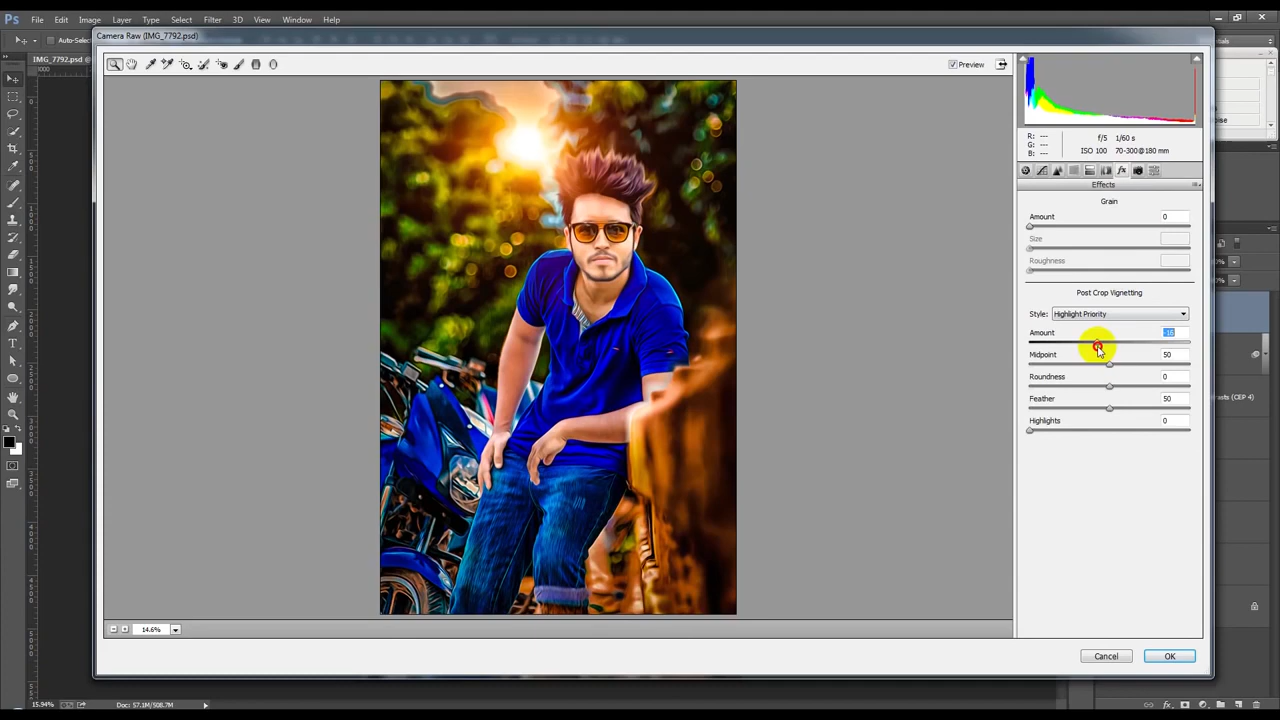 Ps File Edit Image Layer Type Select Filter 3D View Window Help
Camera Raw (IMG_7792.psd)
Auto-Selec
IMG_7792.psd @
Preview
f/5 1/60 s
ISO 100 70-300@180 mm
R: ---
G: ---
B: ---
Effects
Grain
Amount 0
Size
Roughness
Post Crop Vignetting
Style: Highlight Priority
Amount -16
Midpoint 50
Roundness 0
Feather 50
Highlights 0
14.6%
Cancel OK
15.94% Doc: 57.1M/508.7M